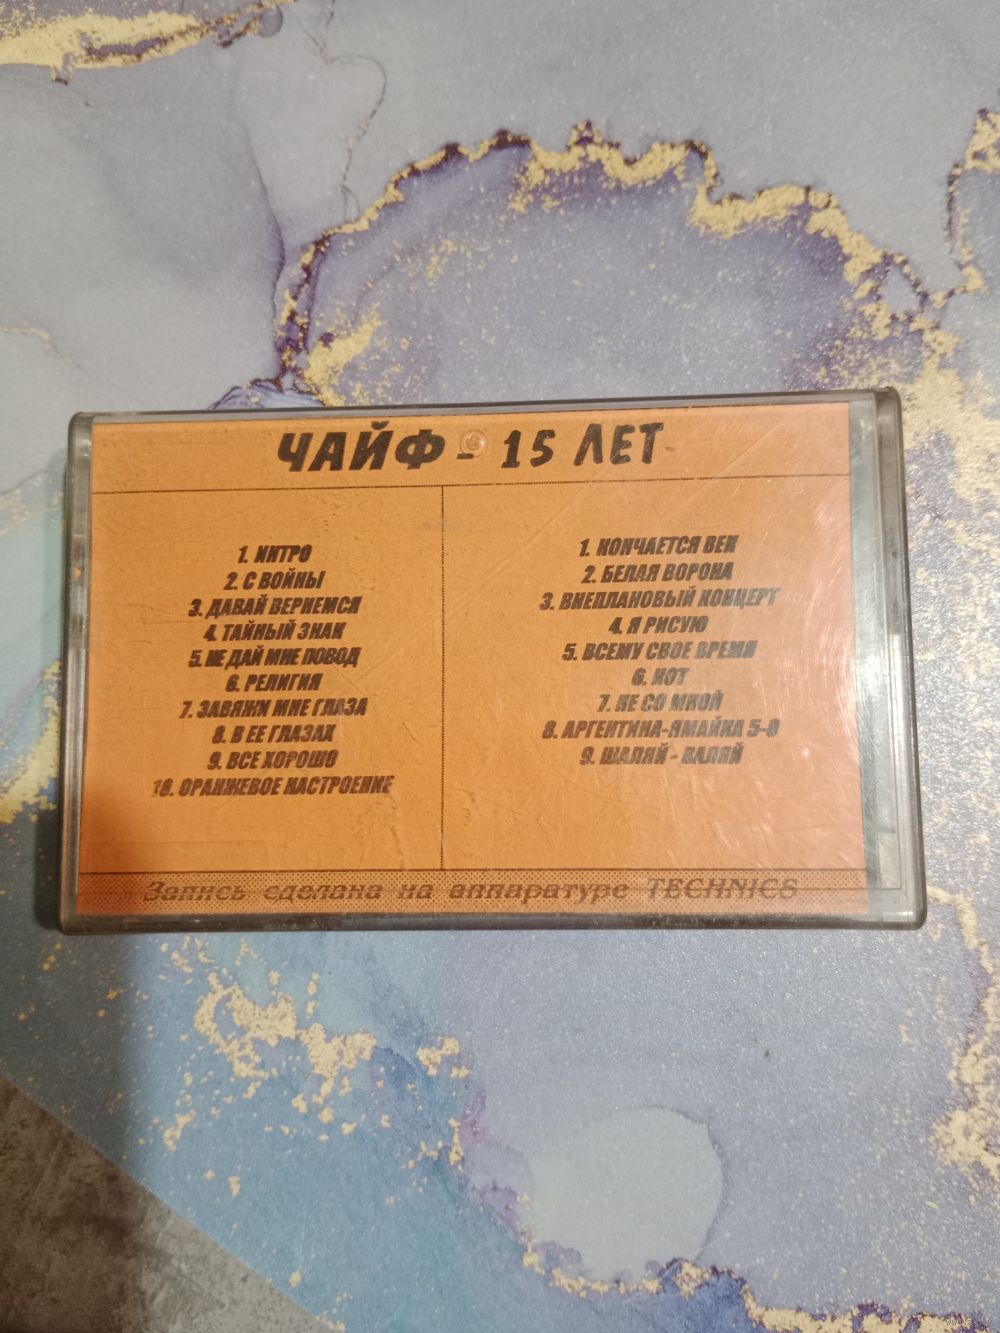 ЧАЙФ - 15 ЛЕТ
1. ИНТРО
2. С ВОЙНЫ
3. ДАВАЙ ВЕРНЕМСЯ
4. ТАЙНЫЙ ЗНАК
5. НЕ ДАЙ МНЕ ПОВОД
6. РЕЛИГИЯ
7. ЗАВЯЖИ МНЕ ГЛАЗА
8. В ЕЕ ГЛАЗАХ
9. ВСЕ ХОРОШО
10. ОРАНЖЕВОЕ НАСТРОЕНИЕ
1. КОНЧАЕТСЯ ВЕК
2. БЕЛАЯ ВОРОНА
3. ВНЕПЛАНОВЫЙ КОНЦЕРТ
4. Я РИСУЮ
5. ВСЕМУ СВОЕ ВРЕМЯ
6. КОТ
7. НЕ СО МНОЙ
8. АРГЕНТИНА-ЯМАЙКА 5-0
9. ШАЛЯЙ - ВАЛЯЙ
Запись сделана на аппаратуре TECHNICS